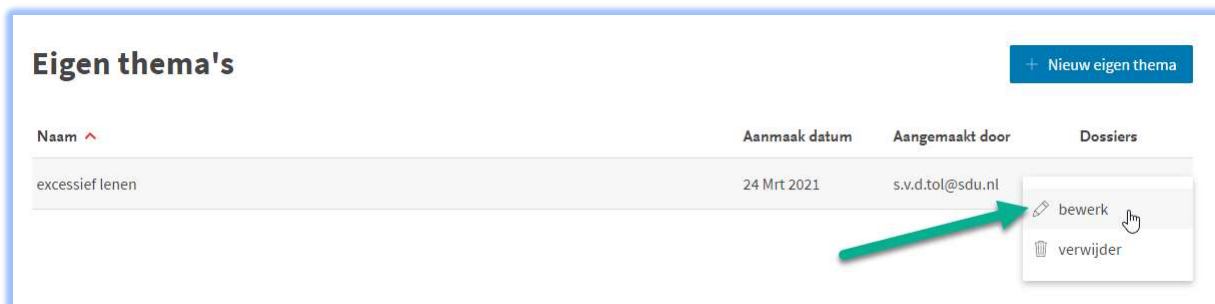 Eigen thema's
+ Nieuw eigen thema
Naam Aanmaak datum Aangemaakt door Dossiers
excessief lenen 24 Mrt 2021 s.v.d.tol@sdu.nl
bewerk
verwijder